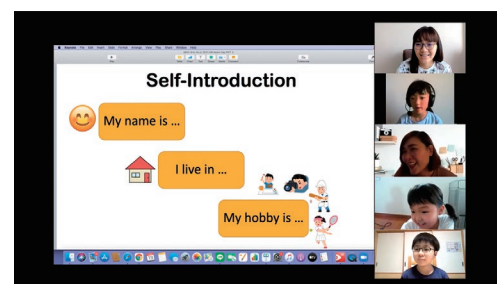 Self-Introduction
My name is ...
I live in ...
My hobby is ...